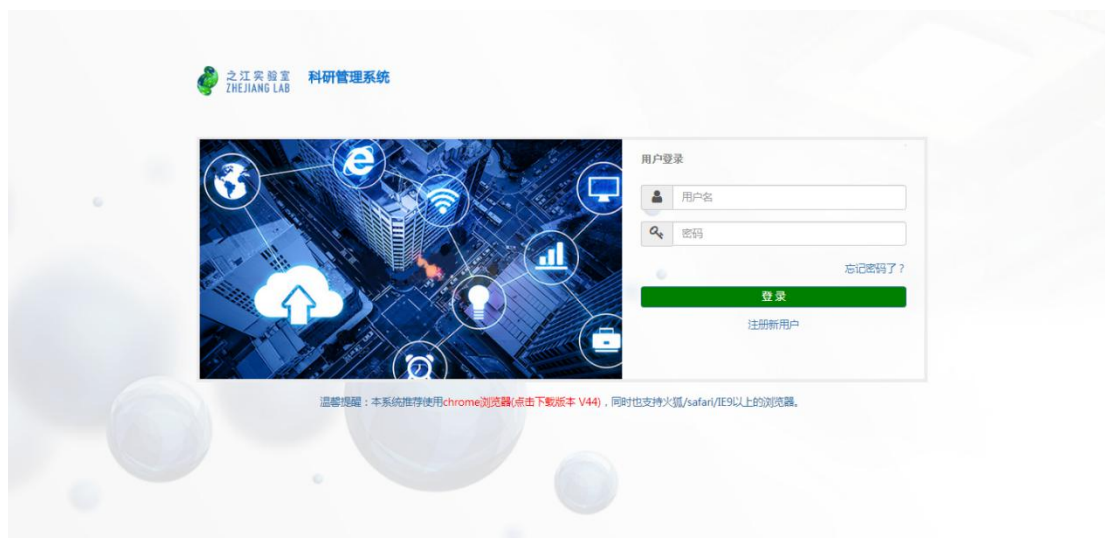 之江实验室
ZHEJIANG LAB
科研管理系统
用户登录
用户名
密码
忘记密码了？
登录
注册新用户
温馨提醒：本系统推荐使用chrome浏览器(点击下载版本 V44)，同时也支持火狐/safari/IE9以上的浏览器。